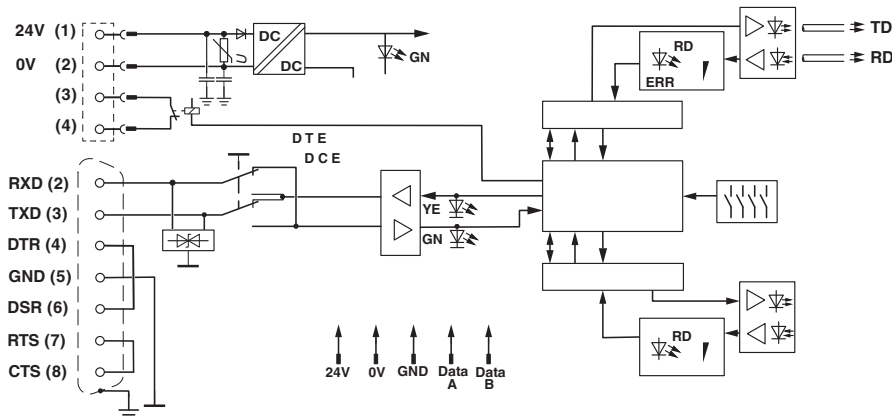 24V (1)
0V (2)
(3)
(4)
DC
DC
U
GN
TD
RD
RD
ERR
DTE
DCE
RXD (2)
TXD (3)
DTR (4)
GND (5)
DSR (6)
RTS (7)
CTS (8)
YE
GN
RD
24V
0V
GND
Data A
Data B